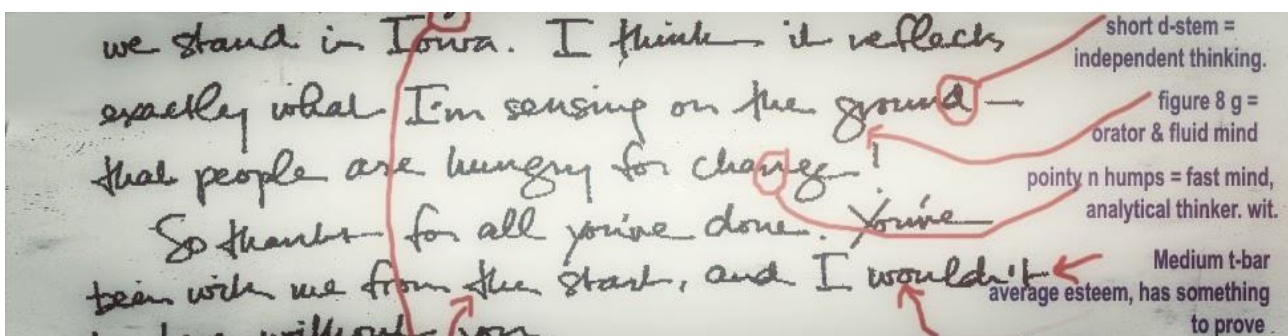 we stand in Iowa. I think it reflects
exactly what I'm sensing on the ground —
that people are hungry for change!
So thanks for all you've done. You've
been with me from the start, and I wouldn't
short d-stem =
independent thinking.
figure 8 g =
orator & fluid mind
pointy n humps = fast mind,
analytical thinker. wit.
Medium t-bar
average esteem, has something
to prove